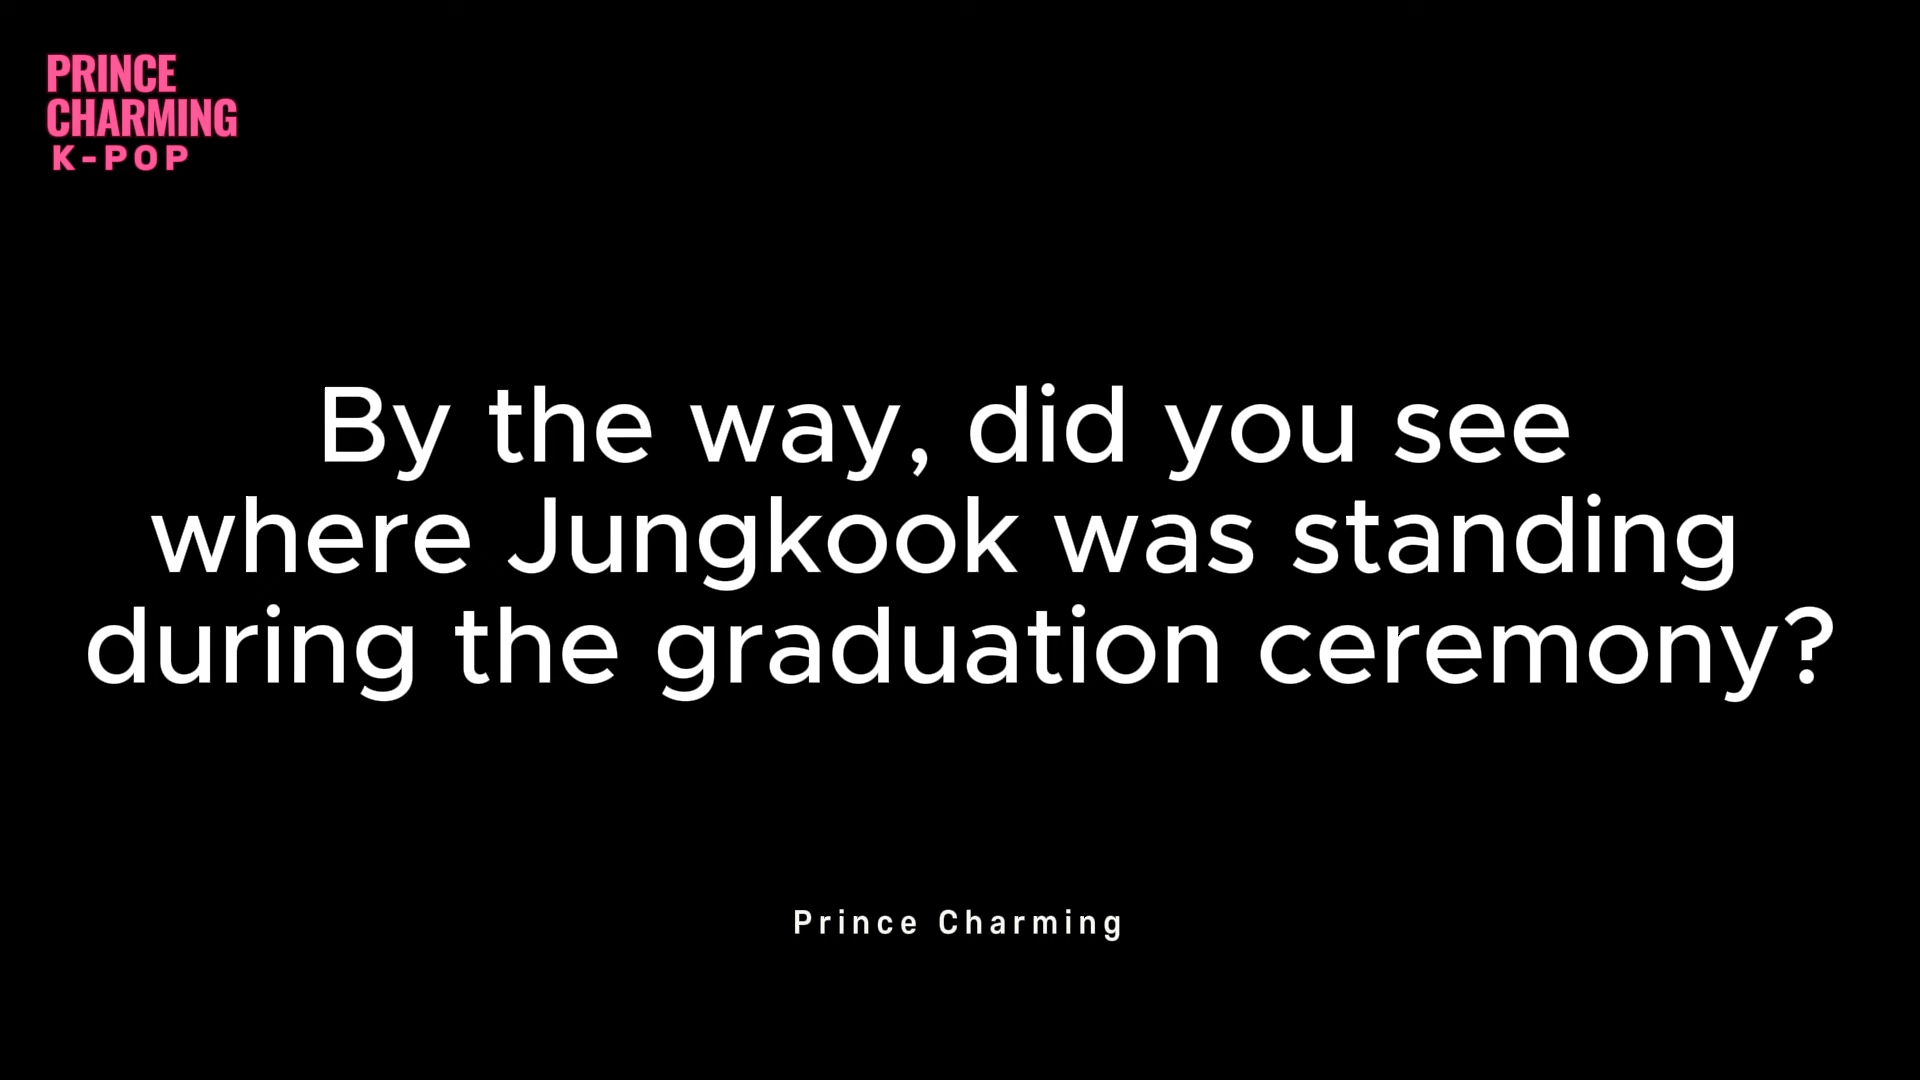 PRINCE
CHARMING
K-POP
By the way, did you see
where Jungkook was standing
during the graduation ceremony?
Prince Charming